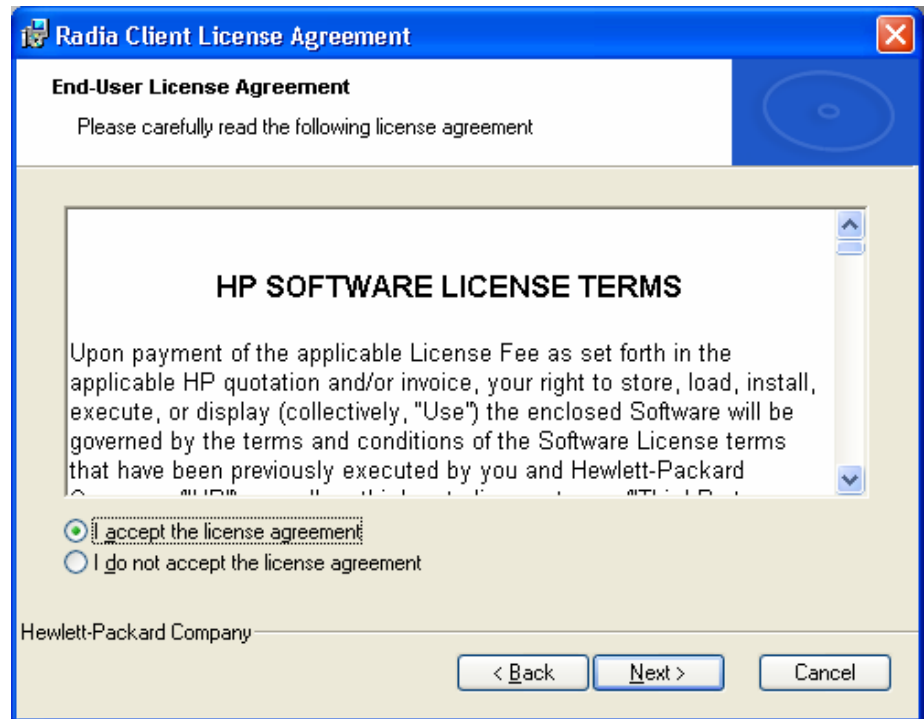 Radia Client License Agreement
End-User License Agreement
Please carefully read the following license agreement
HP SOFTWARE LICENSE TERMS
Upon payment of the applicable License Fee as set forth in the
applicable HP quotation and/or invoice, your right to store, load, install,
execute, or display (collectively, "Use") the enclosed Software will be
governed by the terms and conditions of the Software License terms
that have been previously executed by you and Hewlett-Packard
I accept the license agreement
I do not accept the license agreement
Hewlett-Packard Company
< Back
Next >
Cancel